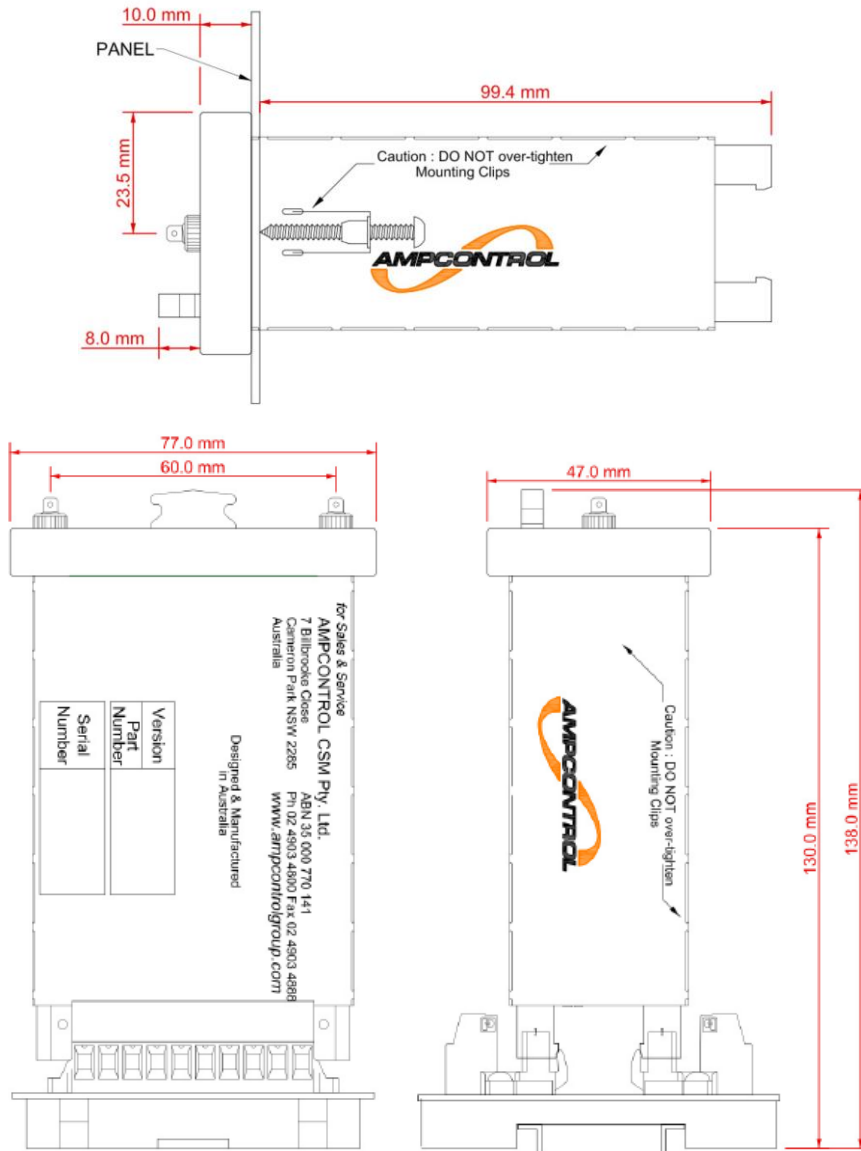 10.0 mm
PANEL
99.4 mm
23.5 mm
Caution : DO NOT over-tighten
Mounting Clips
AMPCONTROL
8.0 mm
77.0 mm
60.0 mm
for Sales & Service
AMPCONTROL CSM Pty. Ltd.
7 Billbrooke Close
Cameron Park NSW 2285
Australia
ABN 35 000 770 141
Ph 02 4903 4800 Fax 02 4903 4888
www.ampcontrolgroup.com
Designed & Manufactured
in Australia
Version
Part
Number
Serial
Number
47.0 mm
Caution : DO NOT over-tighten
Mounting Clips
AMPCONTROL
130.0 mm
138.0 mm